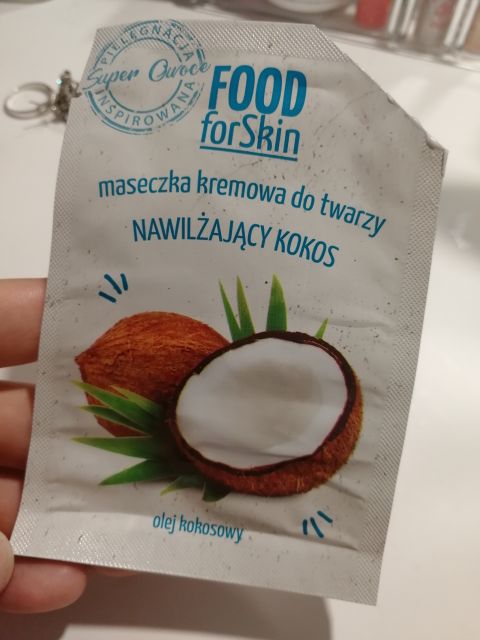 PIELĘGNACJA
Super Owoce
INSPIROWANA
FOOD
forSkin
maseczka kremowa do twarzy
NAWILŻAJĄCY KOKOS
olej kokosowy